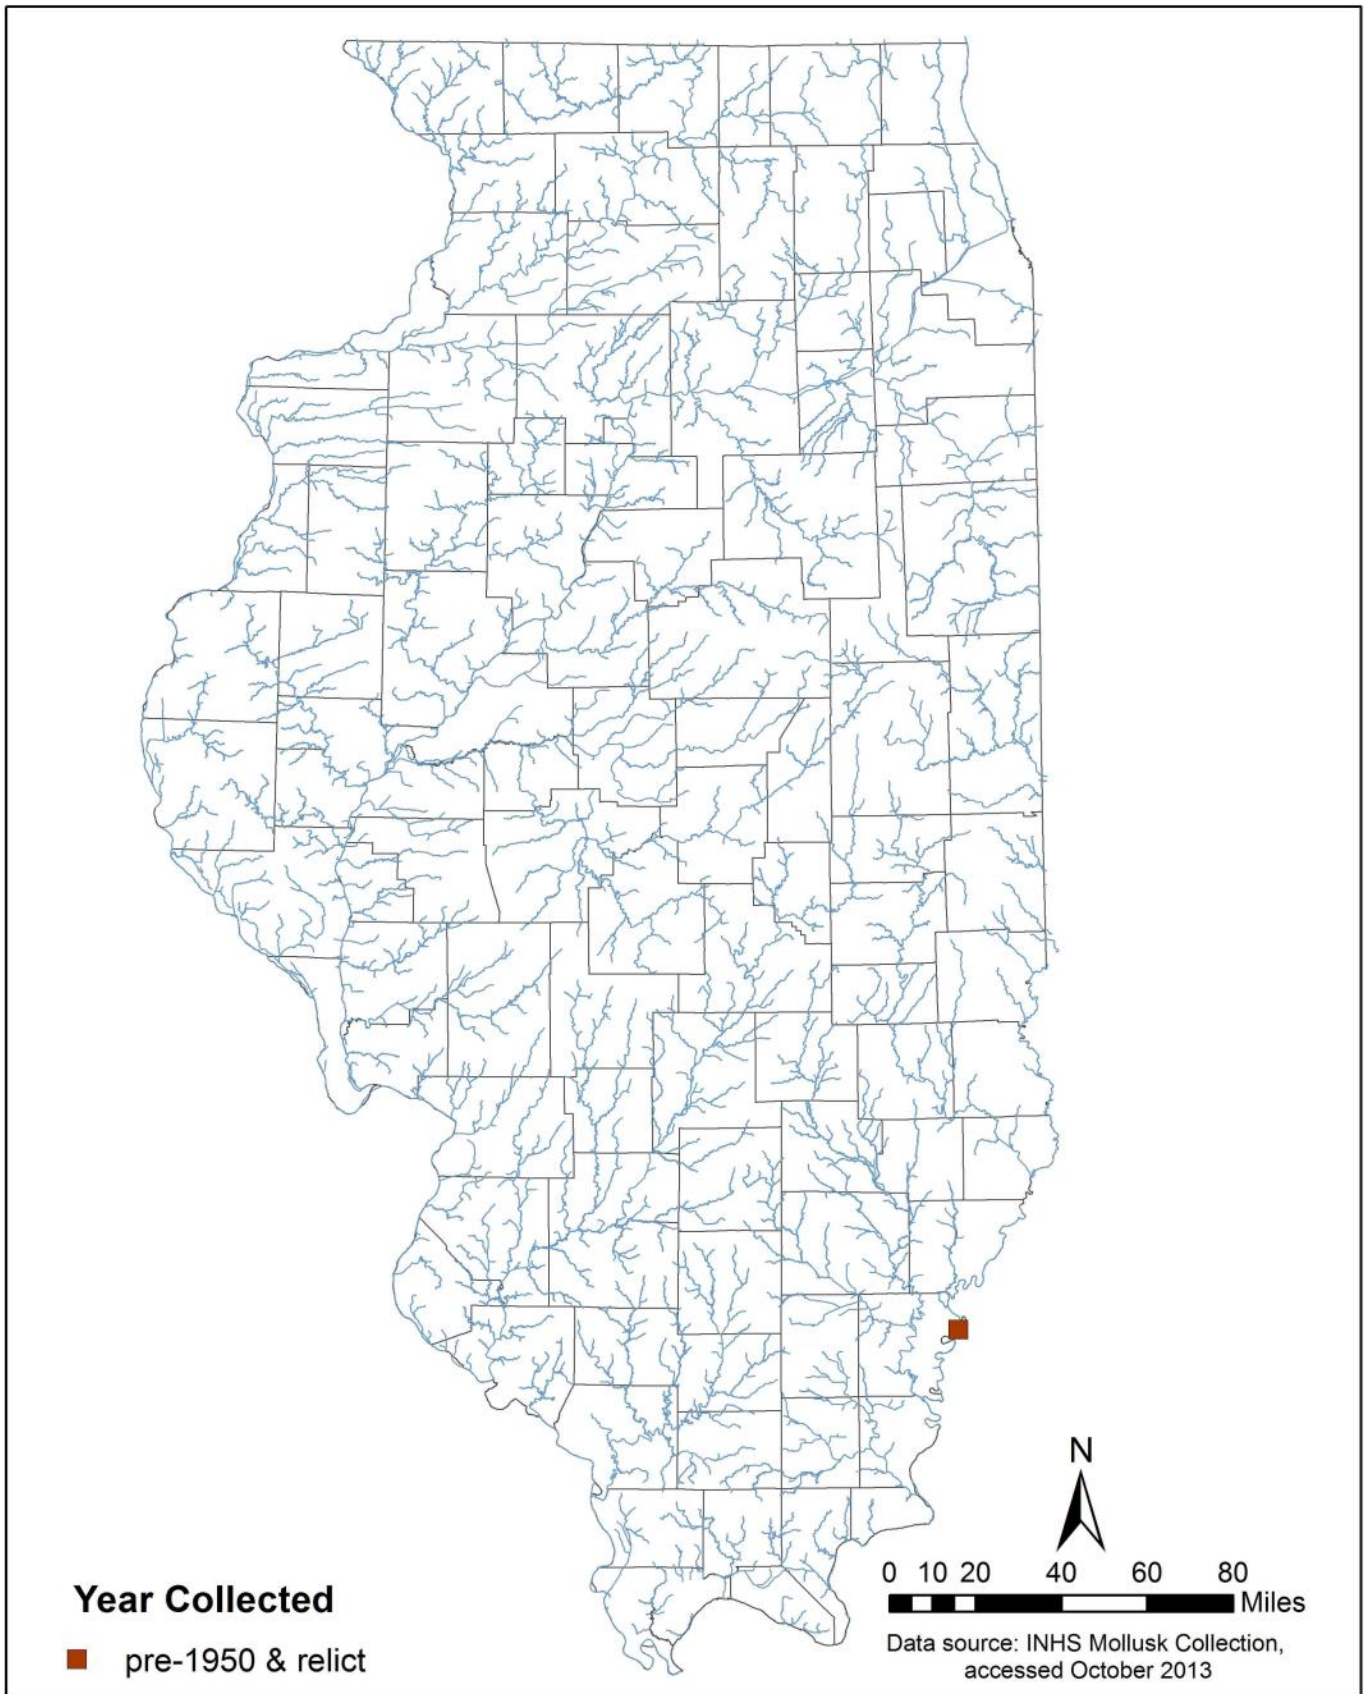 N
0 10 20 40 60 80
Miles
Year Collected
pre-1950 & relict
Data source: INHS Mollusk Collection,
accessed October 2013